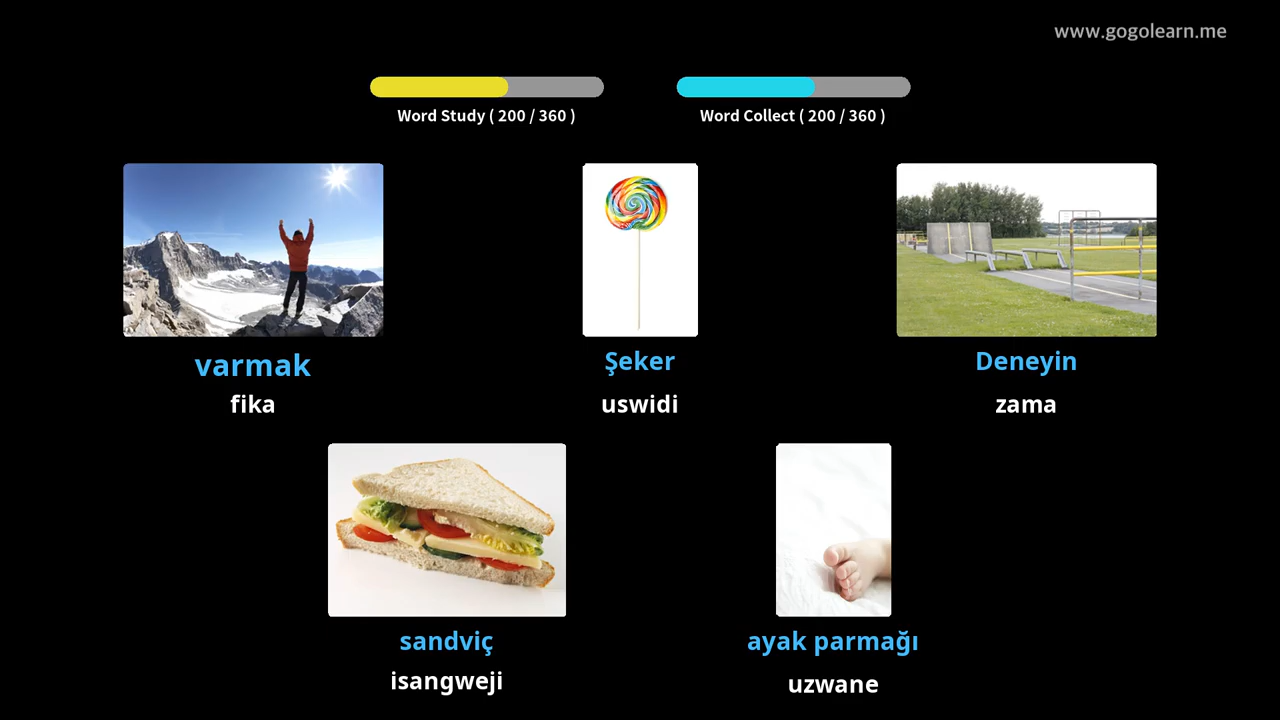 www.gogolearn.me
Word Study ( 200 / 360 )
Word Collect ( 200 / 360 )
varmak
fika
Şeker
uswidi
Deneyin
zama
sandviç
isangweji
ayak parmağı
uzwane